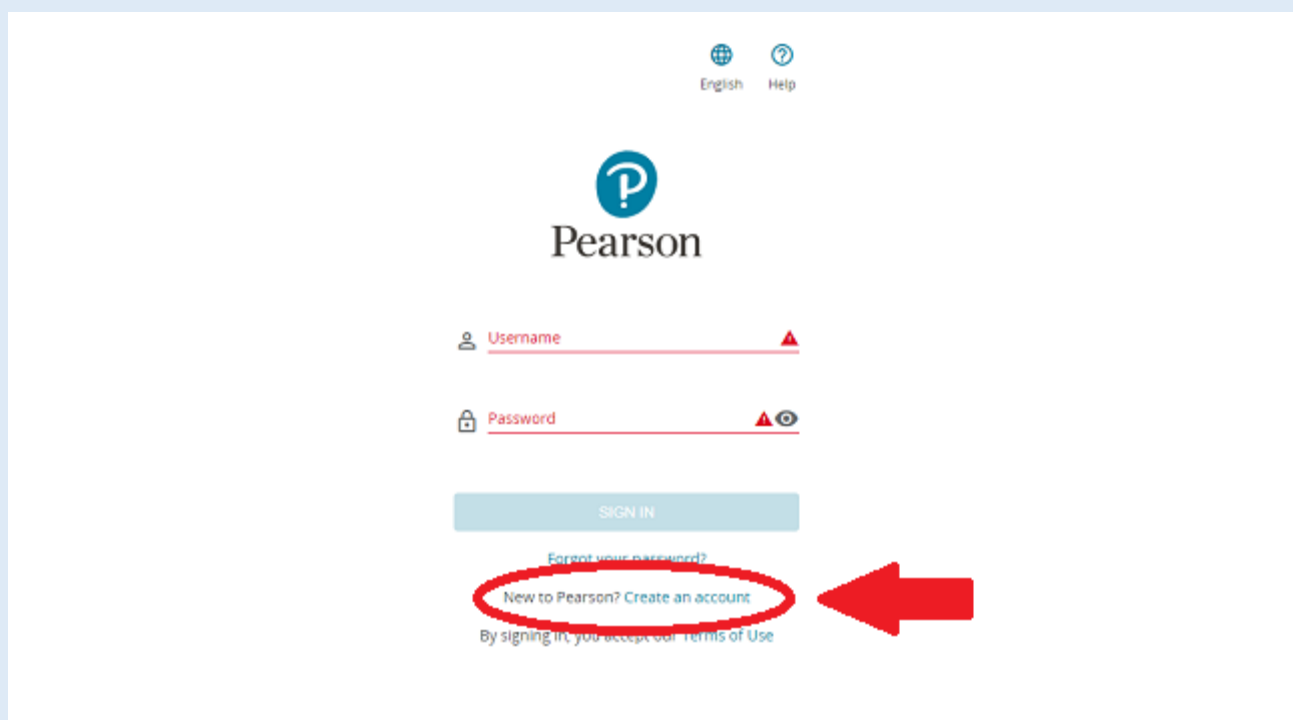 English Help
Pearson
Username
Password
SIGN IN
Forgot your password?
New to Pearson? Create an account
By signing in, you accept our Terms of Use